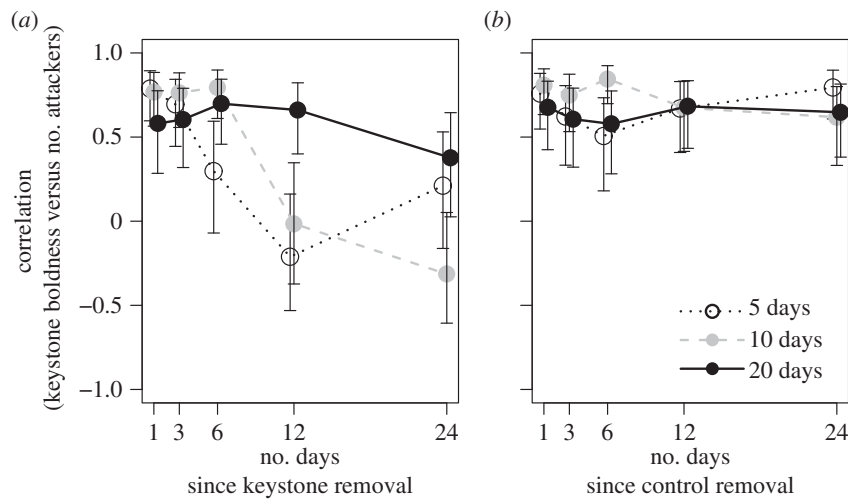 (a)
(b)
correlation
(keystone boldness versus no. attackers)
1.0
0.5
0
−0.5
−1.0
5 days
10 days
20 days
1 3 6 12 24
1 3 6 12 24
no. days
since keystone removal
no. days
since control removal